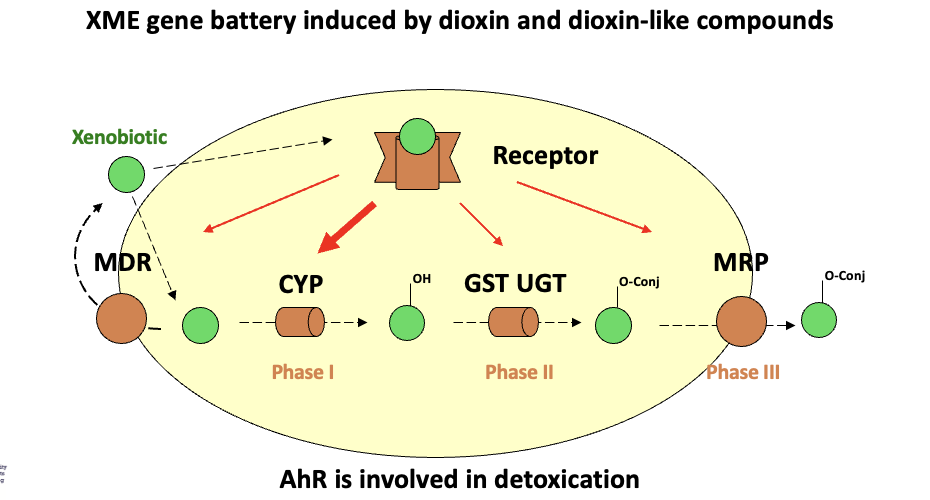 XME gene battery induced by dioxin and dioxin-like compounds
Xenobiotic
Receptor
MDR
MRP
CYP
OH
GST UGT
O-Conj
O-Conj
Phase I
Phase II
Phase III
AhR is involved in detoxication